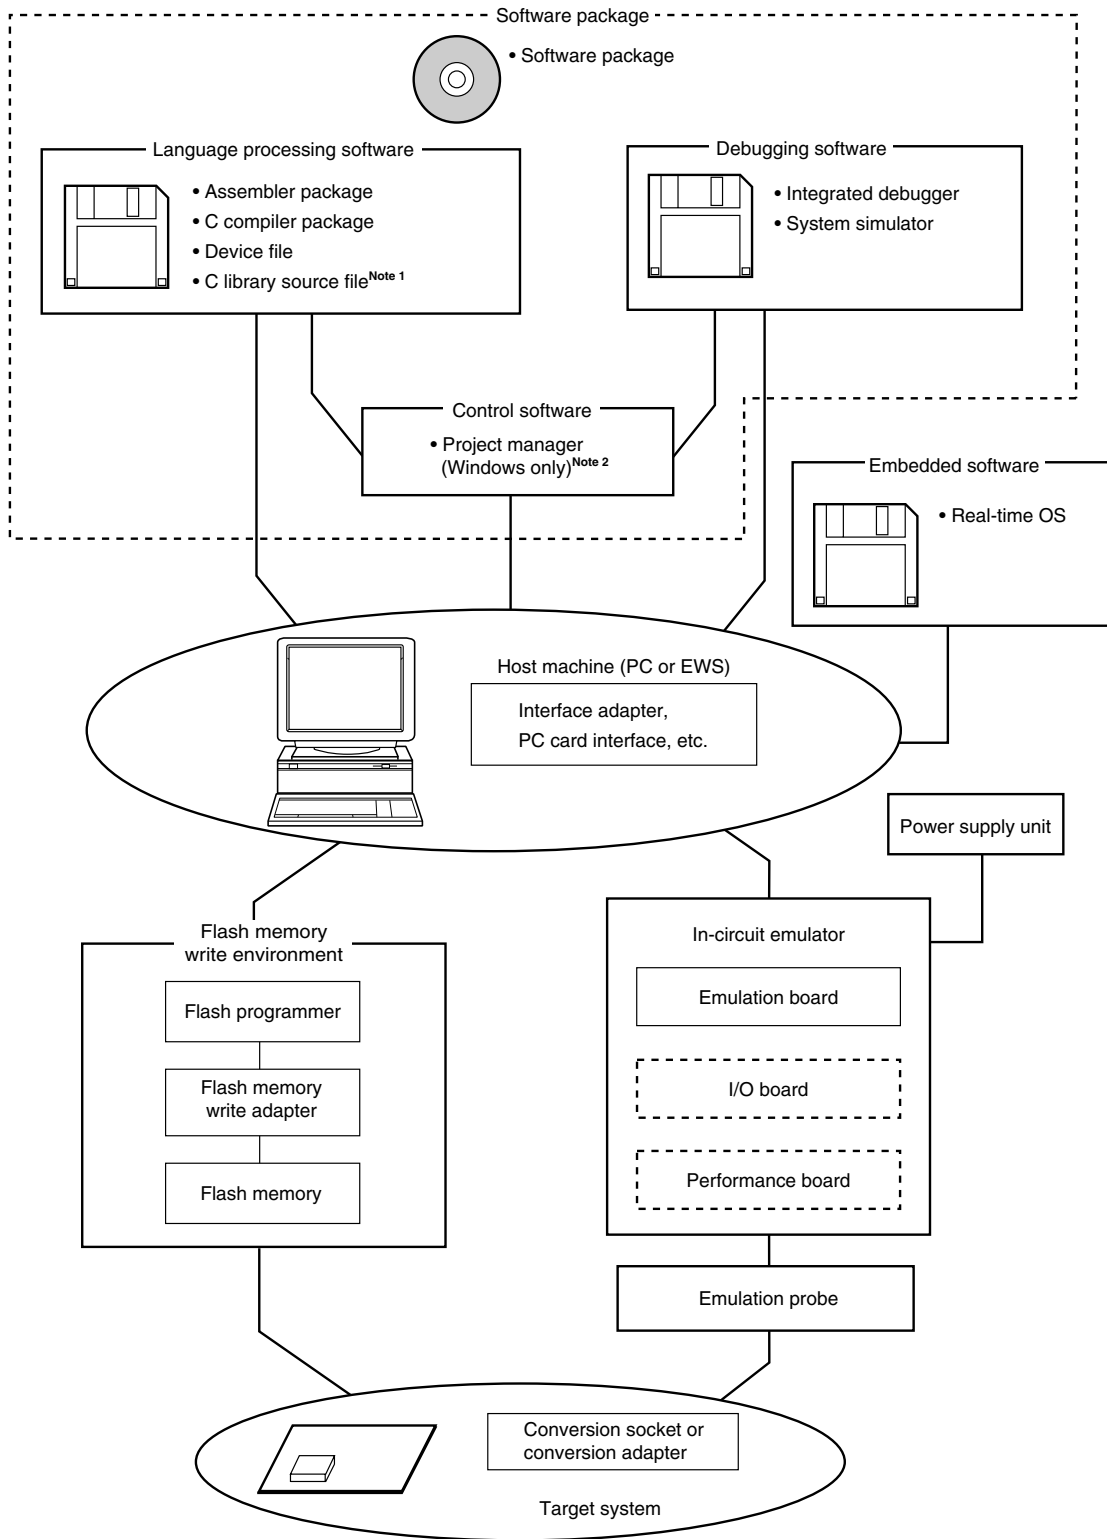 Software package
• Software package
Language processing software
• Assembler package
• C compiler package
• Device file
• C library source fileNote 1
Debugging software
• Integrated debugger
• System simulator
Control software
• Project manager
(Windows only)Note 2
Embedded software
• Real-time OS
Host machine (PC or EWS)
Interface adapter,
PC card interface, etc.
Power supply unit
Flash memory
write environment
Flash programmer
Flash memory
write adapter
Flash memory
In-circuit emulator
Emulation board
I/O board
Performance board
Emulation probe
Conversion socket or
conversion adapter
Target system